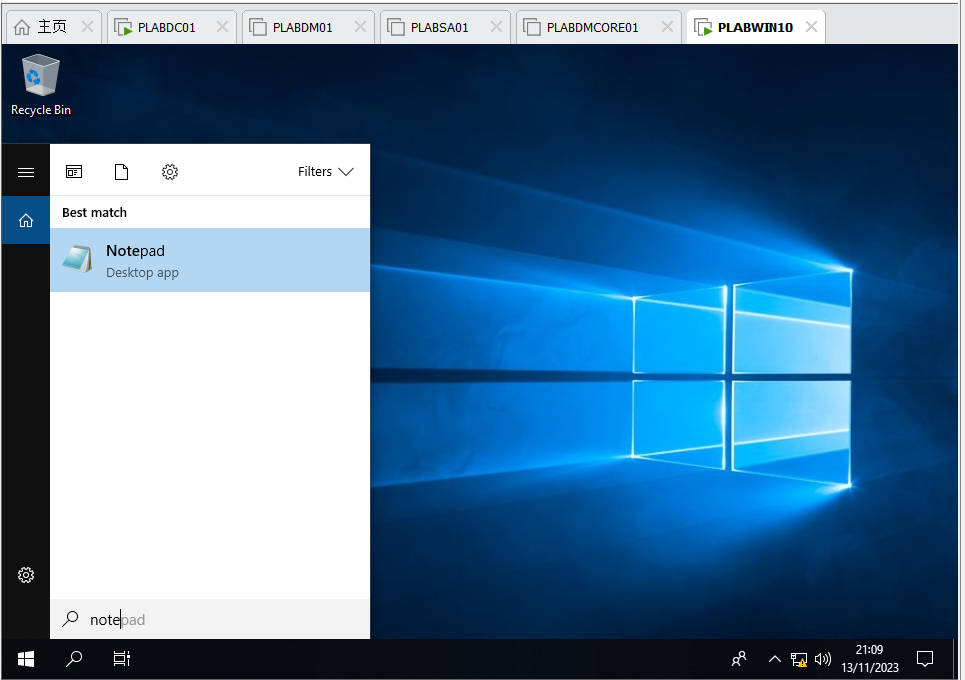 主页 PLABDC01 PLABDM01 PLABSA01 PLABDMCORE01 PLABWIN10
Recycle Bin
Filters
Best match
Notepad
Desktop app
notepad
21:09
13/11/2023